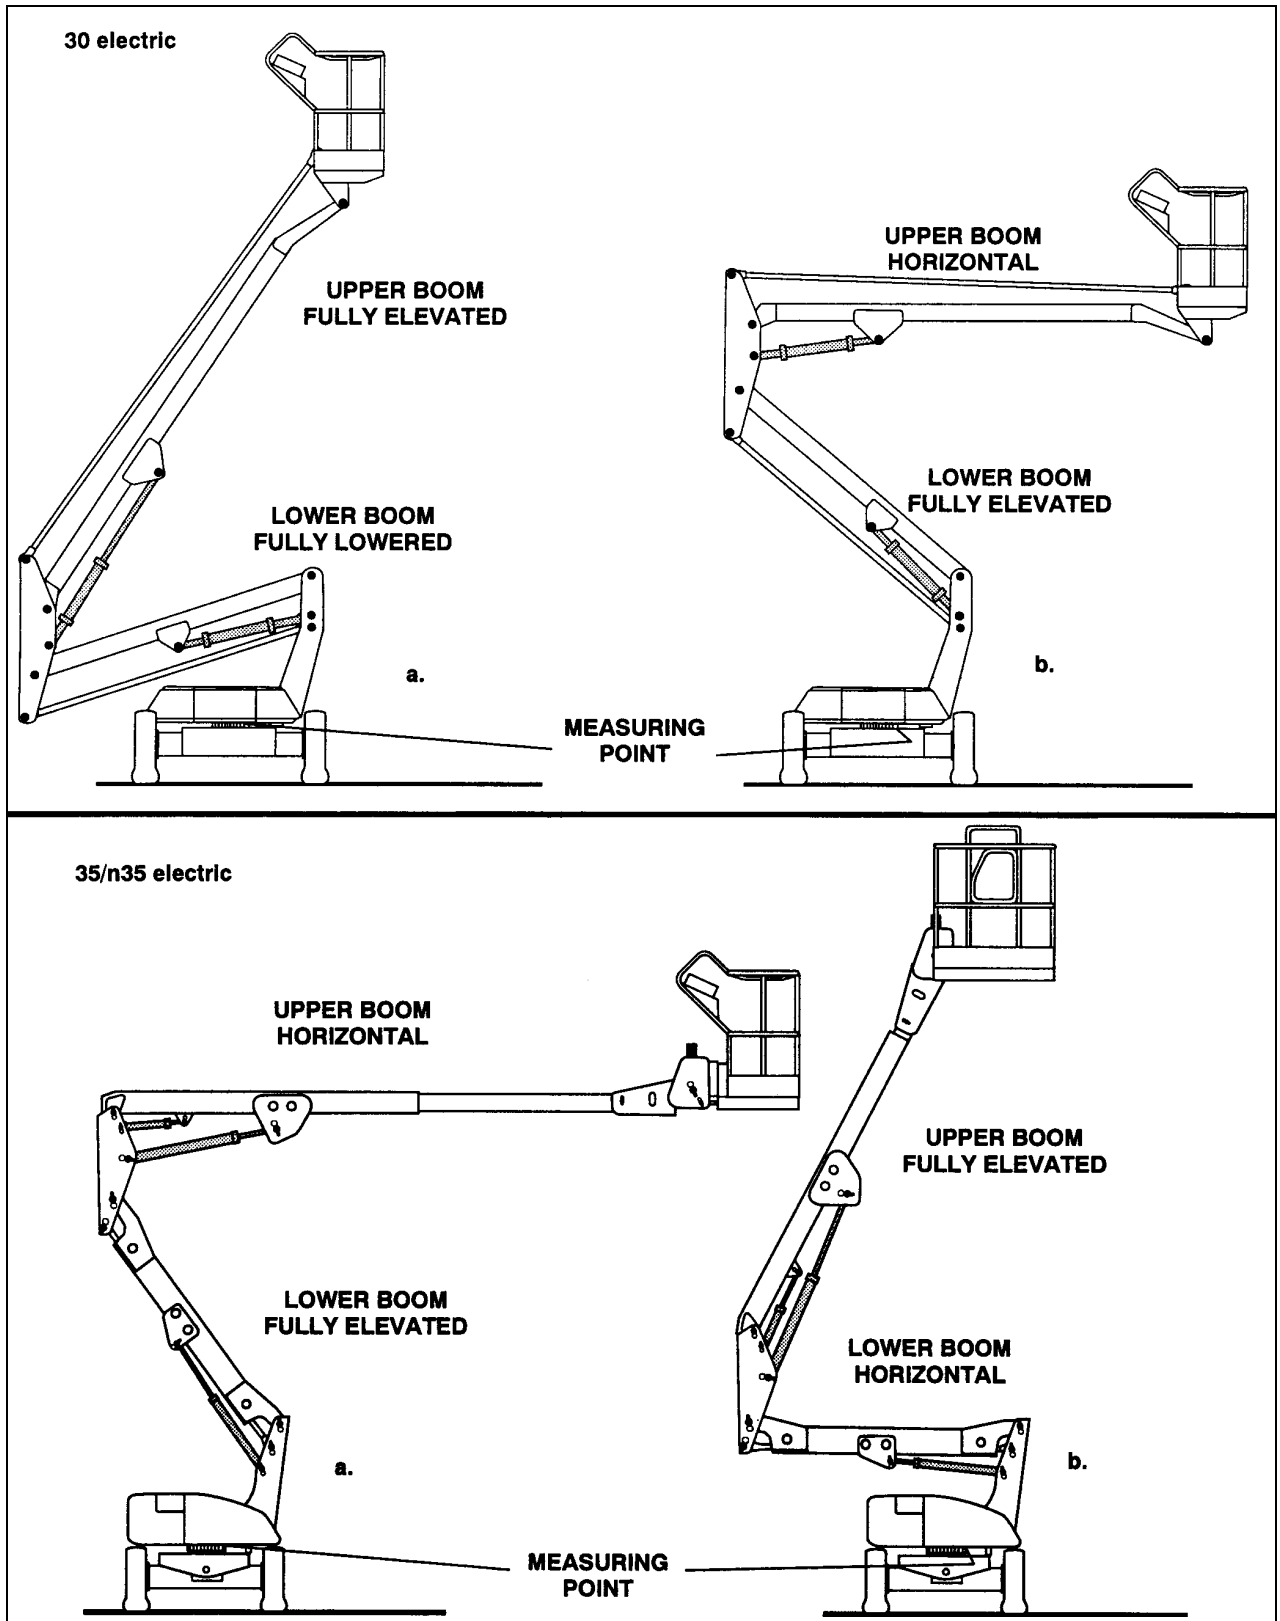 30 electric
UPPER BOOM
FULLY ELEVATED
LOWER BOOM
FULLY LOWERED
a.
UPPER BOOM
HORIZONTAL
LOWER BOOM
FULLY ELEVATED
b.
MEASURING
POINT
35/n35 electric
UPPER BOOM
HORIZONTAL
LOWER BOOM
FULLY ELEVATED
a.
UPPER BOOM
FULLY ELEVATED
LOWER BOOM
HORIZONTAL
b.
MEASURING
POINT